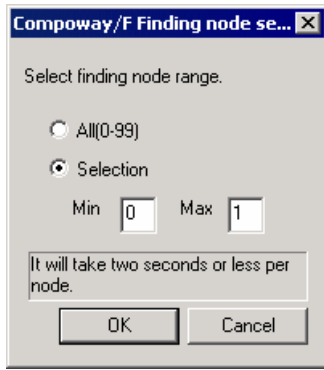 Compoway/F Finding node se...
Select finding node range.
All(0-99)
Selection
Min 0 Max 1
It will take two seconds or less per
node.
OK Cancel